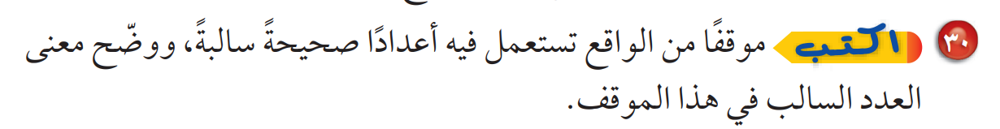 ٣٠ اكتب موقفًا من الواقع تستعمل فيه أعدادًا صحيحةً سالبةً، ووضّح معنى
العدد السالب في هذا الموقف.